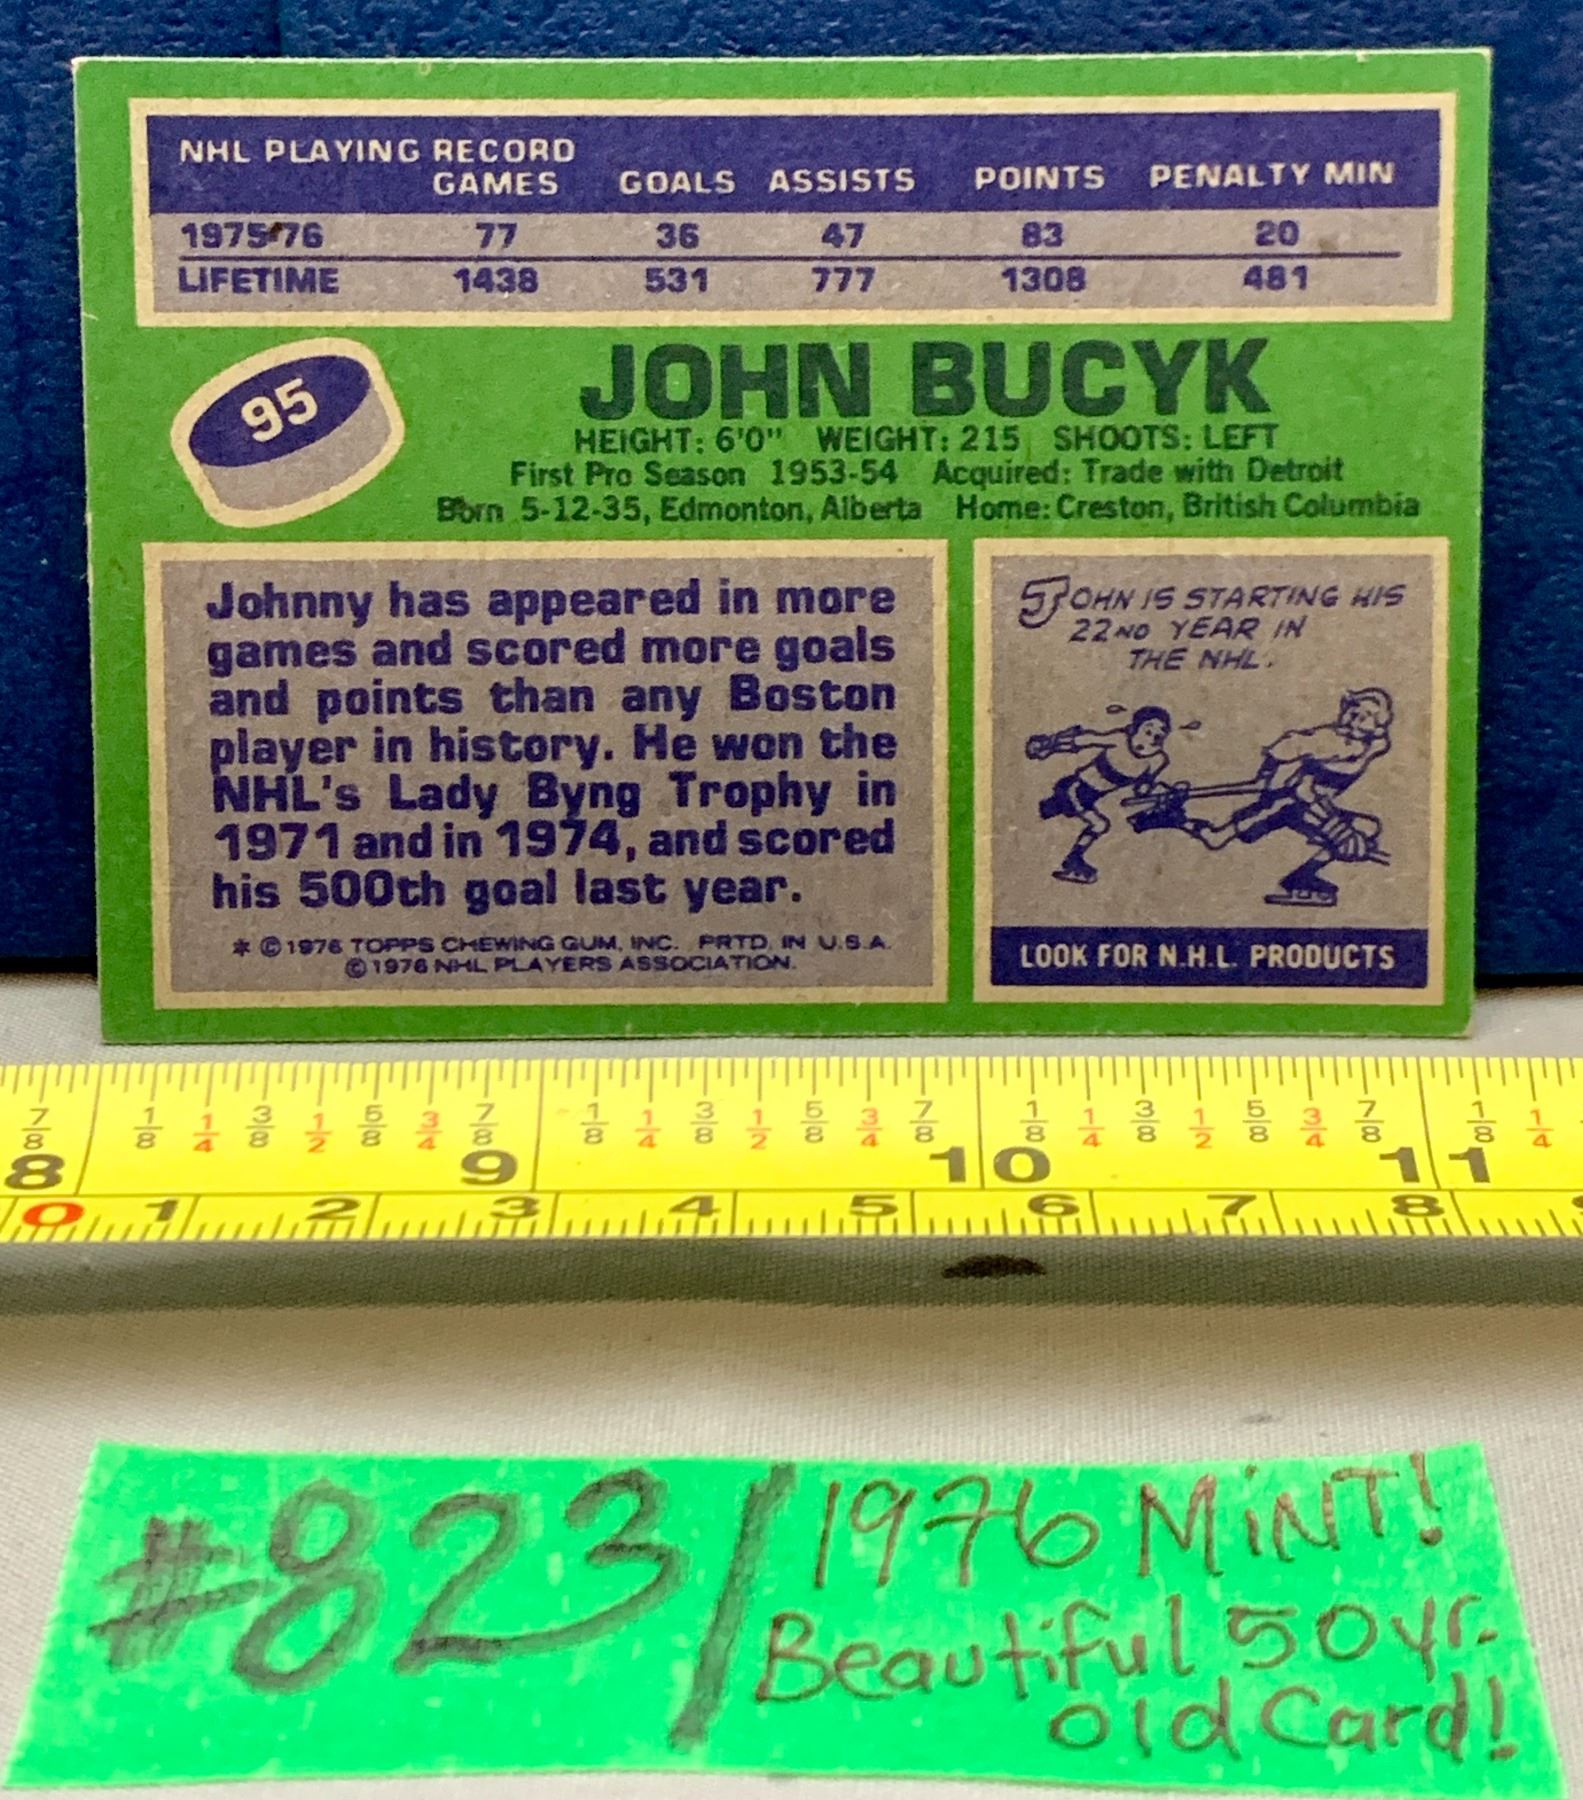 NHL PLAYING RECORD
GAMES GOALS ASSISTS POINTS PENALTY MIN
1975-76 77 36 47 83 20
LIFETIME 1438 531 777 1308 481
95
JOHN BUCYK
HEIGHT: 6'0" WEIGHT: 215 SHOOTS: LEFT
First Pro Season 1953-54 Acquired: Trade with Detroit
Born 5-12-35, Edmonton, Alberta Home: Creston, British Columbia
Johnny has appeared in more
games and scored more goals
and points than any Boston
player in history. He won the
NHL's Lady Byng Trophy in
1971 and in 1974, and scored
his 500th goal last year.
* © 1976 TOPPS CHEWING GUM, INC. PRTD. IN U.S.A.
© 1976 NHL PLAYERS ASSOCIATION.
JOHN IS STARTING HIS
22ND YEAR IN
THE NHL.
LOOK FOR N.H.L. PRODUCTS
7/8 1/8 1/4 3/8 1/2 5/8 3/4 7/8 1/8 1/4 3/8 1/2 5/8 3/4 7/8 1/8 1/4 3/8 1/2 5/8 3/4 7/8 1/8 1/4
8 9 10 11
0 1 2 3 4 5 6 7 8
#823/ 1976 MiNT!
Beautiful 50 yr.
old Card!